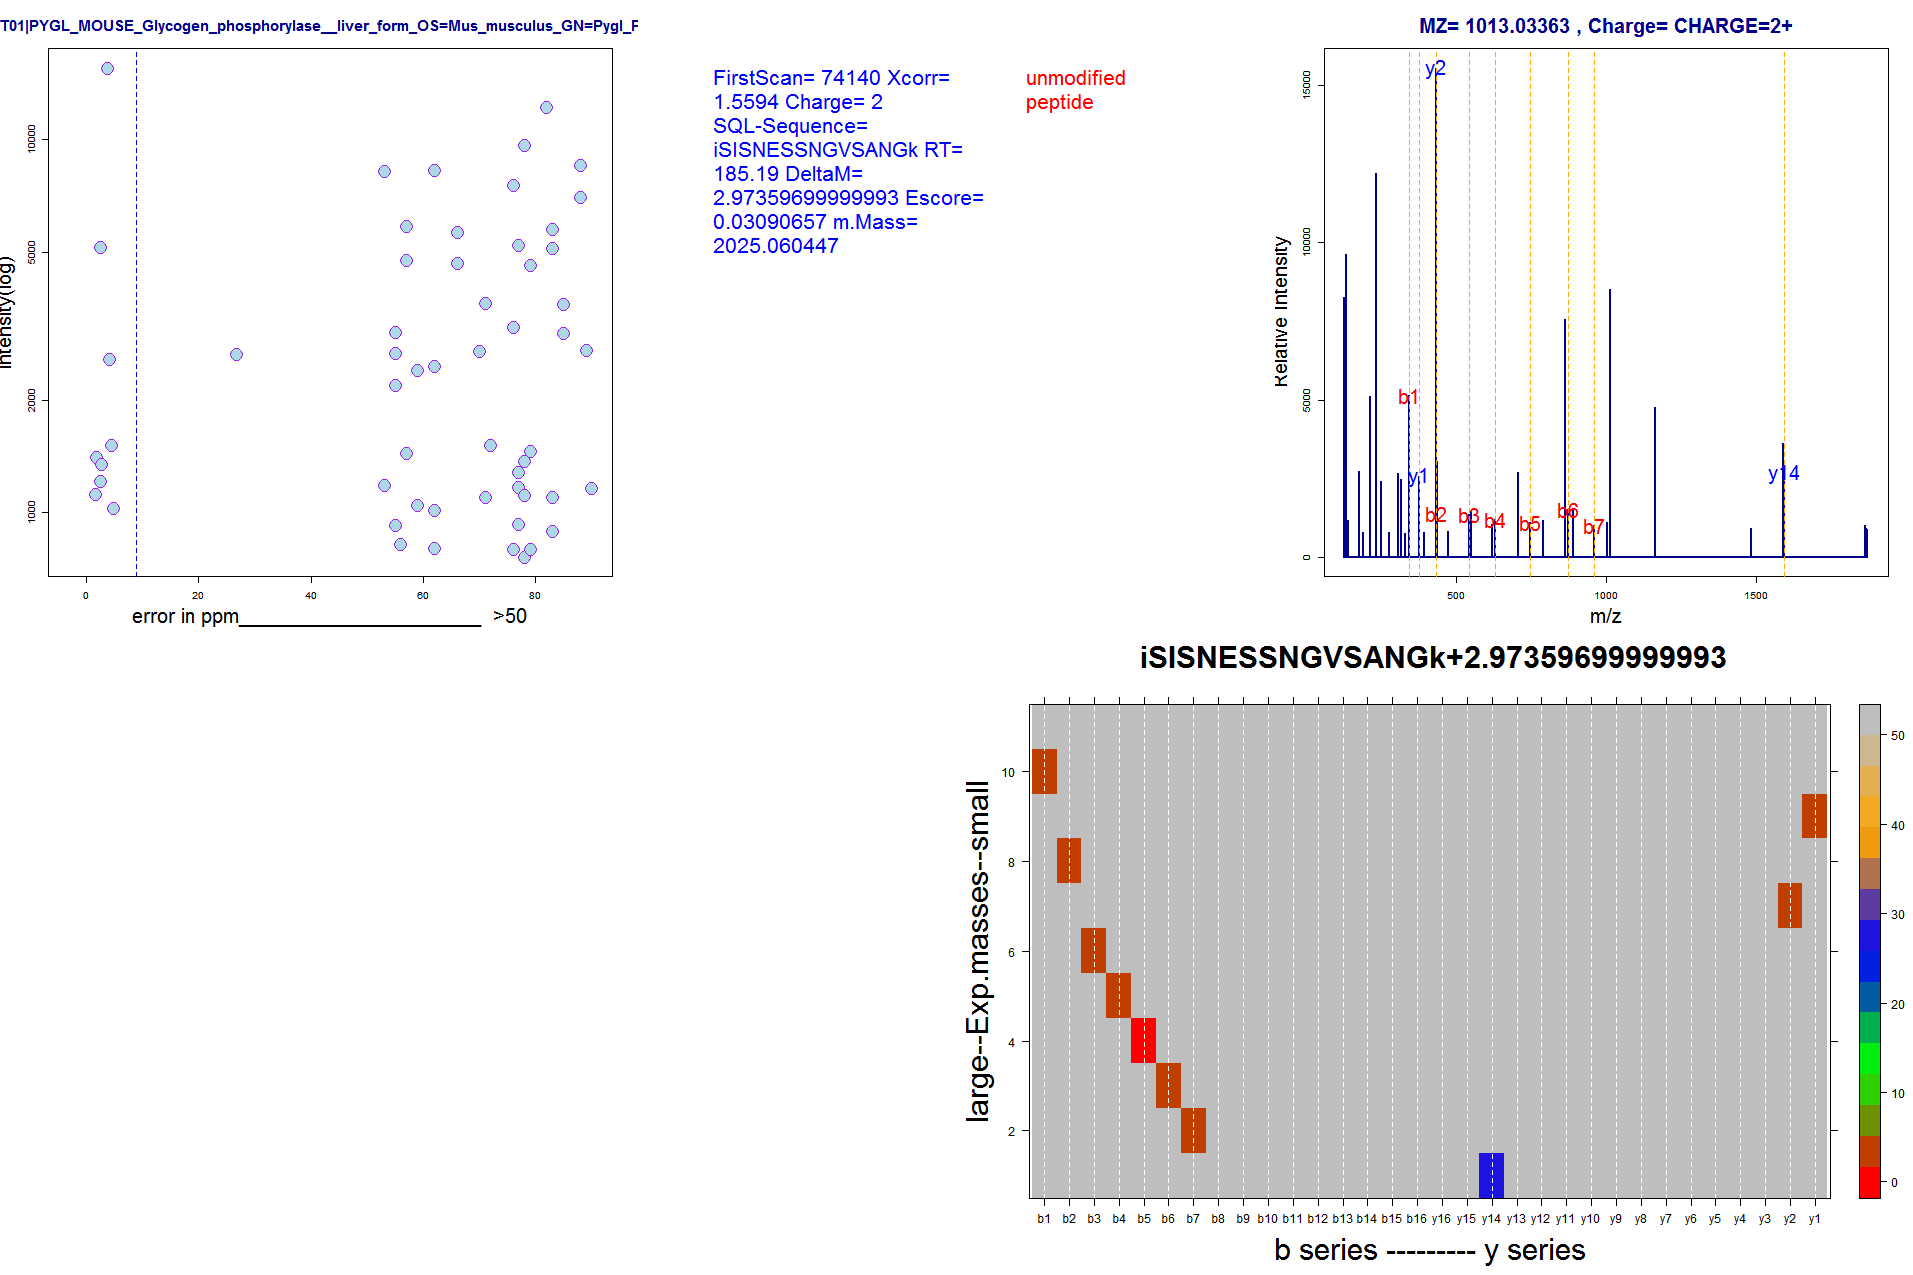 T01|PYGL_MOUSE_Glycogen_phosphorylase__liver_form_OS=Mus_musculus_GN=Pygl_F
10000
5000
2000
1000
intensity(log)
0 20 40 60 80
error in ppm______________________ >50
FirstScan= 74140 Xcorr=
1.5594 Charge= 2
SQL-Sequence=
iSISNESSNGVSANGk RT=
185.19 DeltaM=
2.97359699999993 Escore=
0.03090657 m.Mass=
2025.060447
unmodified
peptide
MZ= 1013.03363 , Charge= CHARGE=2+
15000
10000
5000
0
Relative Intensity
y2
b1
y1
b2 b3 b4 b5 b6 b7
y14
500 1000 1500
m/z
iSISNESSNGVSANGk+2.97359699999993
large--Exp.masses--small
10
8
6
4
2
b1 b2 b3 b4 b5 b6 b7 b8 b9 b10 b11 b12 b13 b14 b15 b16 y16 y15 y14 y13 y12 y11 y10 y9 y8 y7 y6 y5 y4 y3 y2 y1
b series --------- y series
50
40
30
20
10
0